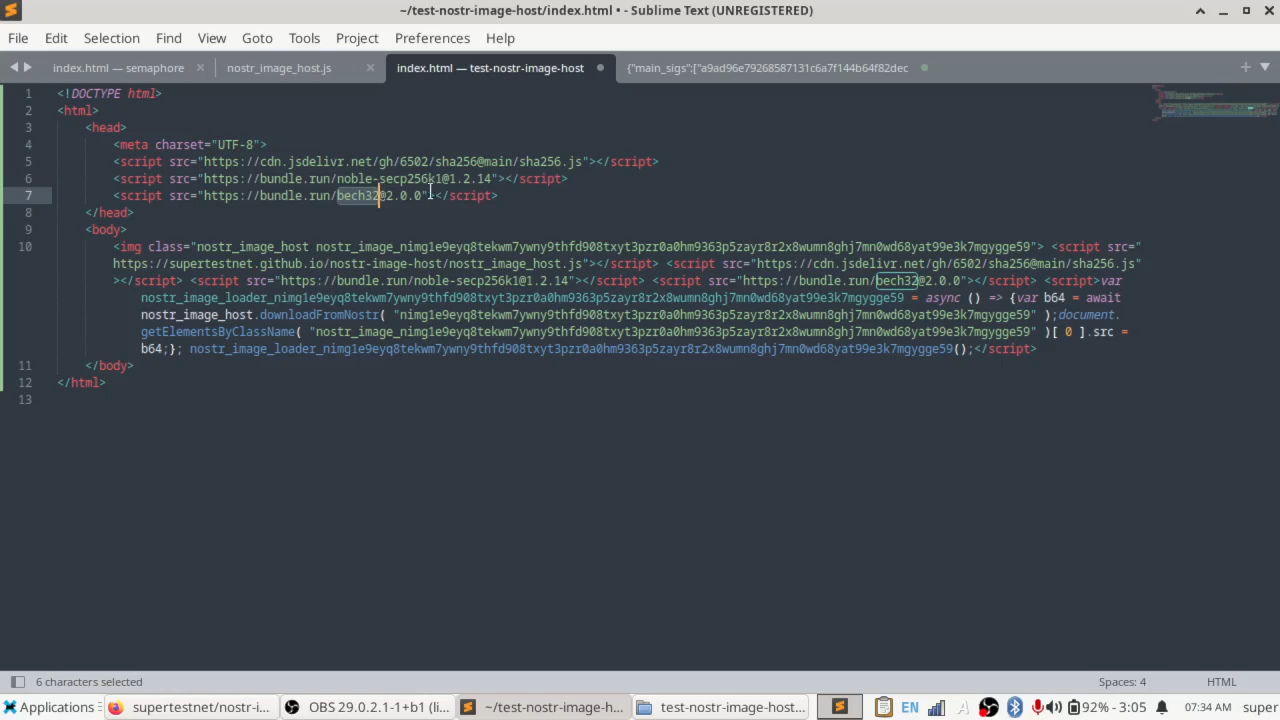 ~/test-nostr-image-host/index.html • - Sublime Text (UNREGISTERED)
File Edit Selection Find View Goto Tools Project Preferences Help
index.html — semaphore nostr_image_host.js index.html — test-nostr-image-host {"main_sigs":["a9ad96e79268587131c6a7f144b64f82dec
1 <!DOCTYPE html>
2 <html>
3 <head>
4 <meta charset="UTF-8">
5 <script src="https://cdn.jsdelivr.net/gh/6502/sha256@main/sha256.js"></script>
6 <script src="https://bundle.run/noble-secp256k1@1.2.14"></script>
7 <script src="https://bundle.run/bech32@2.0.0"></script>
8 </head>
9 <body>
10 <img class="nostr_image_host nostr_image_nimg1e9eyq8tekwm7ywny9thfd908txyt3pzr0a0hm9363p5zayr8r2x8wumn8ghj7mn0wd68yat99e3k7mgygge59"> <script src="
https://supertestnet.github.io/nostr-image-host/nostr_image_host.js"></script> <script src="https://cdn.jsdelivr.net/gh/6502/sha256@main/sha256.js"
></script> <script src="https://bundle.run/noble-secp256k1@1.2.14"></script> <script src="https://bundle.run/bech32@2.0.0"></script> <script>var
nostr_image_loader_nimg1e9eyq8tekwm7ywny9thfd908txyt3pzr0a0hm9363p5zayr8r2x8wumn8ghj7mn0wd68yat99e3k7mgygge59 = async () => {var b64 = await
nostr_image_host.downloadFromNostr( "nimg1e9eyq8tekwm7ywny9thfd908txyt3pzr0a0hm9363p5zayr8r2x8wumn8ghj7mn0wd68yat99e3k7mgygge59" );document.
getElementsByClassName( "nostr_image_nimg1e9eyq8tekwm7ywny9thfd908txyt3pzr0a0hm9363p5zayr8r2x8wumn8ghj7mn0wd68yat99e3k7mgygge59" )[ 0 ].src =
b64;}; nostr_image_loader_nimg1e9eyq8tekwm7ywny9thfd908txyt3pzr0a0hm9363p5zayr8r2x8wumn8ghj7mn0wd68yat99e3k7mgygge59();</script>
11 </body>
12 </html>
13
6 characters selected Spaces: 4 HTML
Applications supertestnet/nostr-i... OBS 29.0.2.1-1+b1 (li... ~/test-nostr-image-h... test-nostr-image-host... EN 92% - 3:05 07:34 AM super